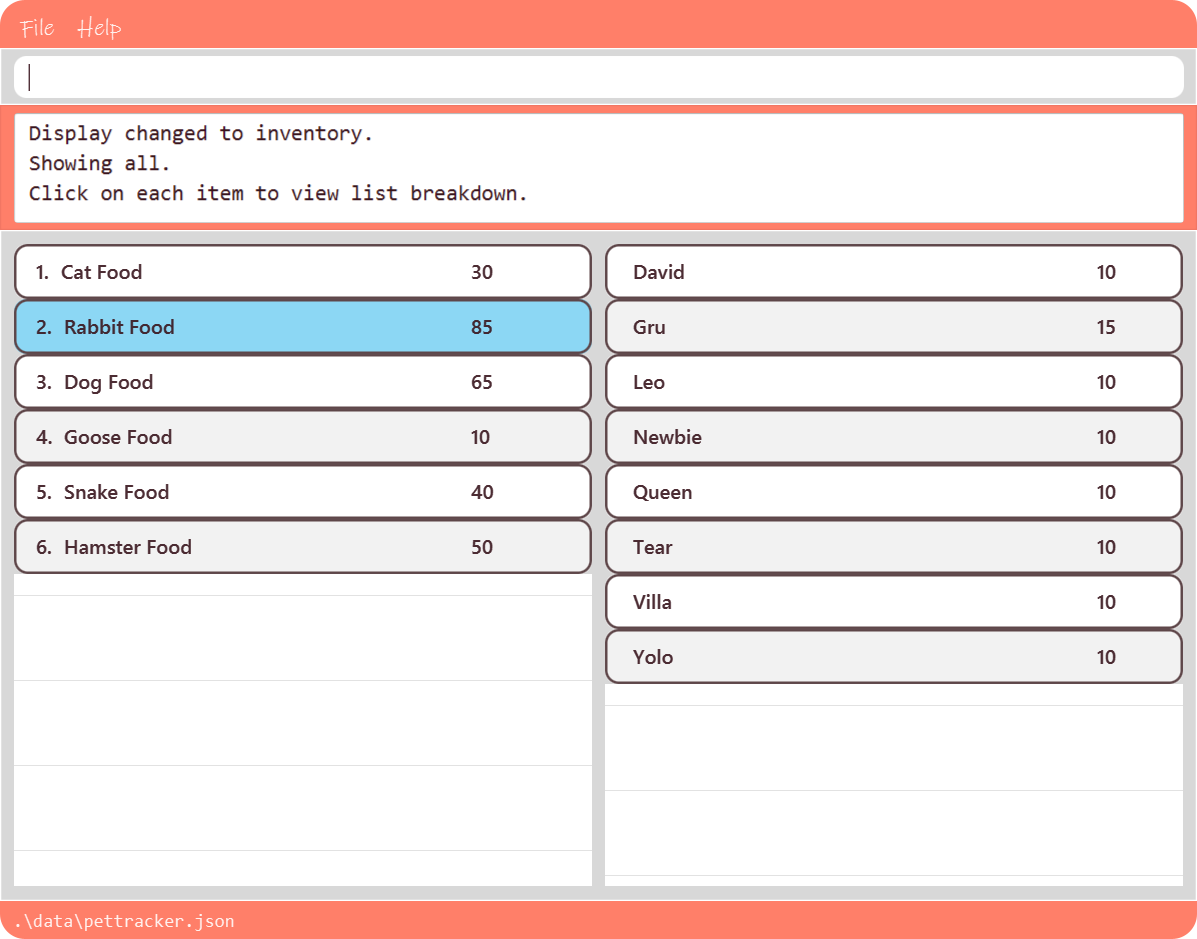 File Help
Display changed to inventory.
Showing all.
Click on each item to view list breakdown.
1. Cat Food 30
2. Rabbit Food 85
3. Dog Food 65
4. Goose Food 10
5. Snake Food 40
6. Hamster Food 50
David 10
Gru 15
Leo 10
Newbie 10
Queen 10
Tear 10
Villa 10
Yolo 10
.\data\pettracker.json